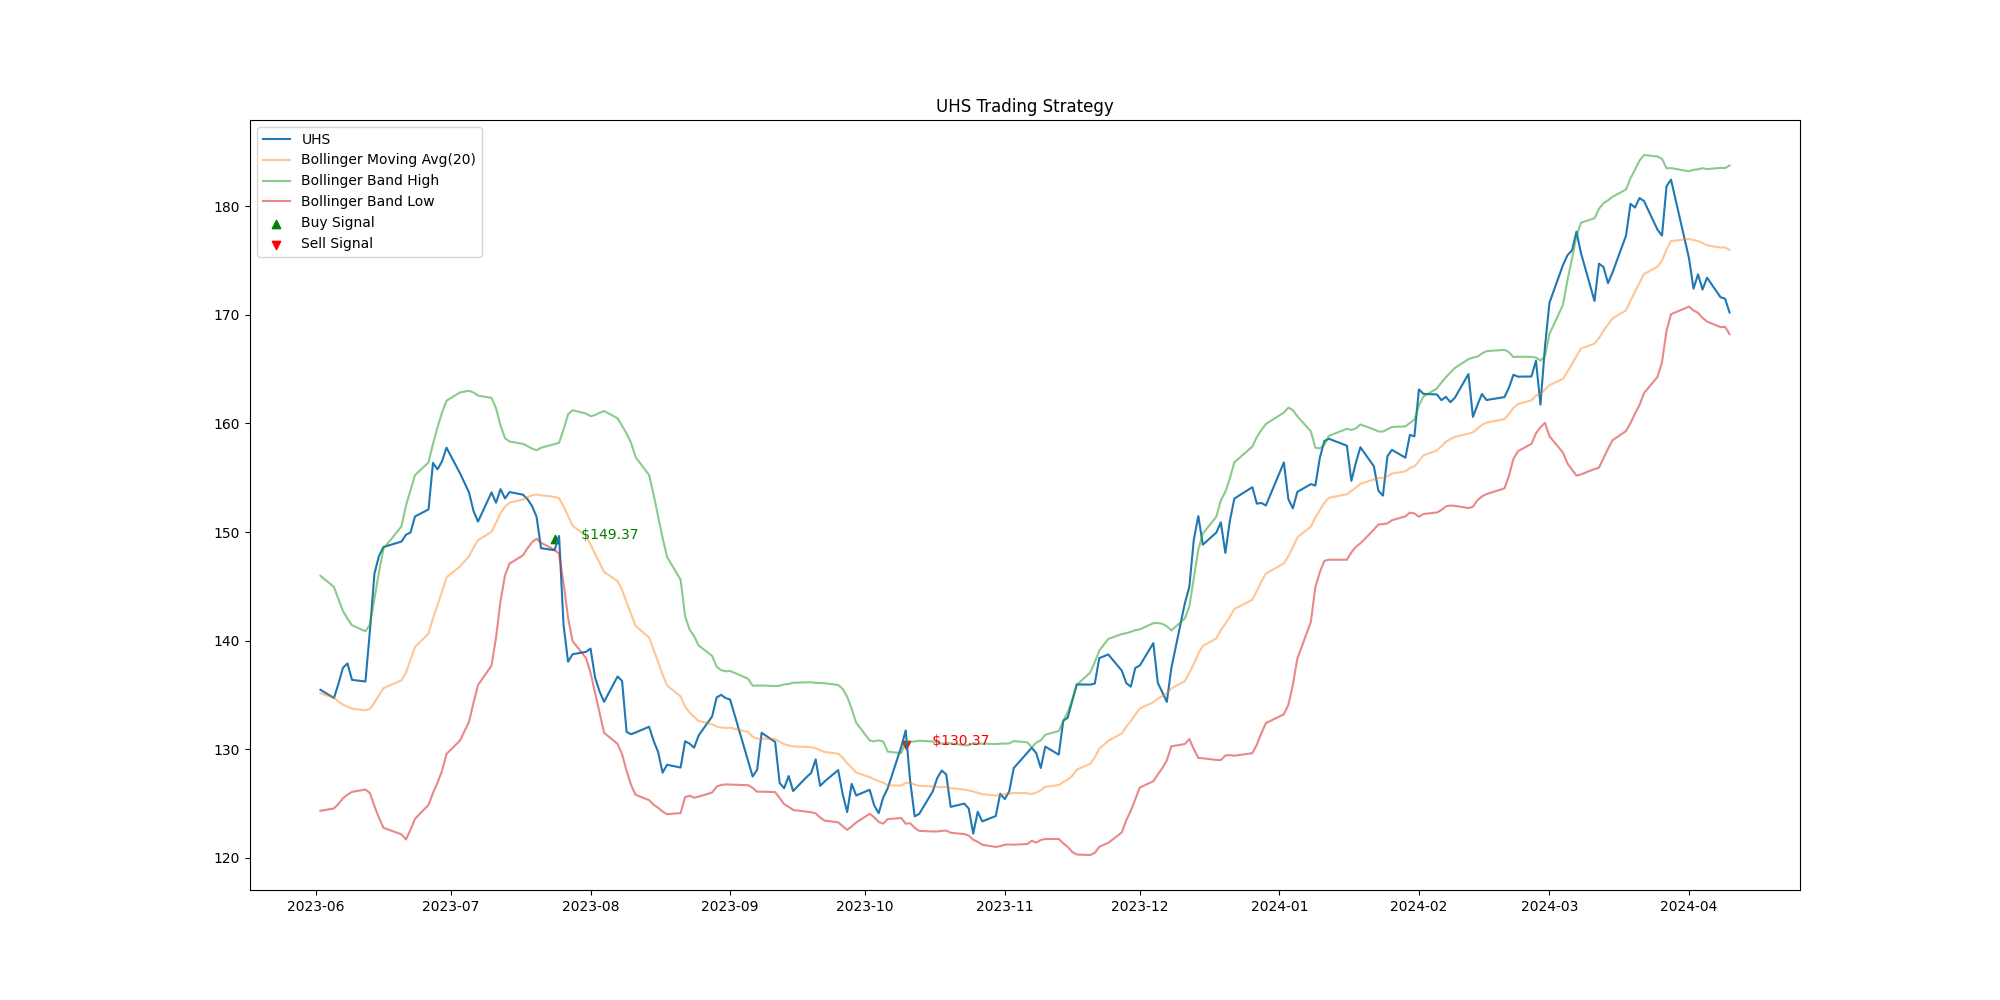 UHS Trading Strategy
UHS
Bollinger Moving Avg(20)
Bollinger Band High
Bollinger Band Low
Buy Signal
Sell Signal
180
170
160
150
140
130
120
$149.37
$130.37
2023-06 2023-07 2023-08 2023-09 2023-10 2023-11 2023-12 2024-01 2024-02 2024-03 2024-04